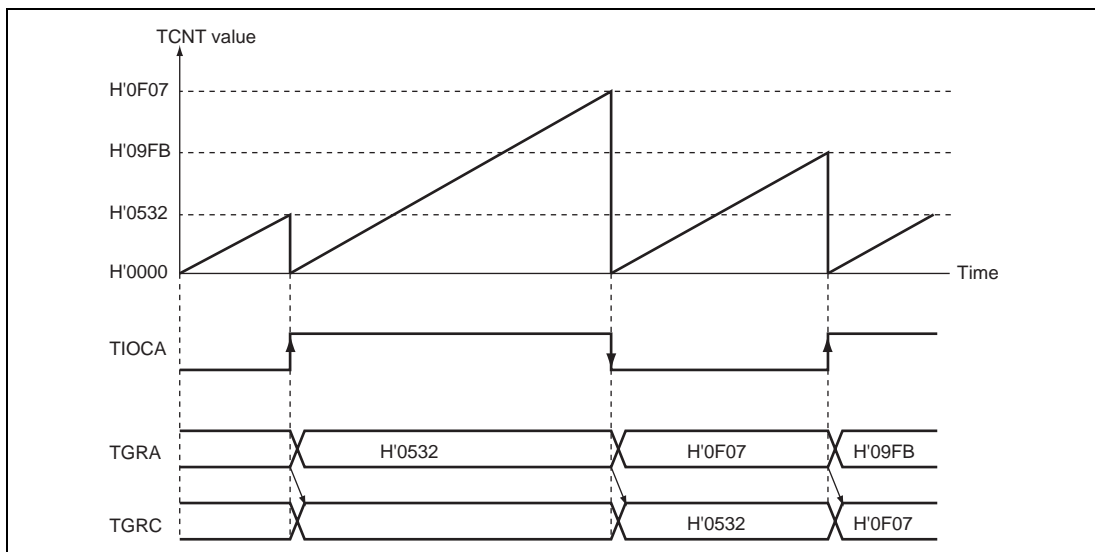 TCNT value
H'0F07
H'09FB
H'0532
H'0000
Time
TIOCA
TGRA
H'0532
H'0F07
H'09FB
TGRC
H'0532
H'0F07